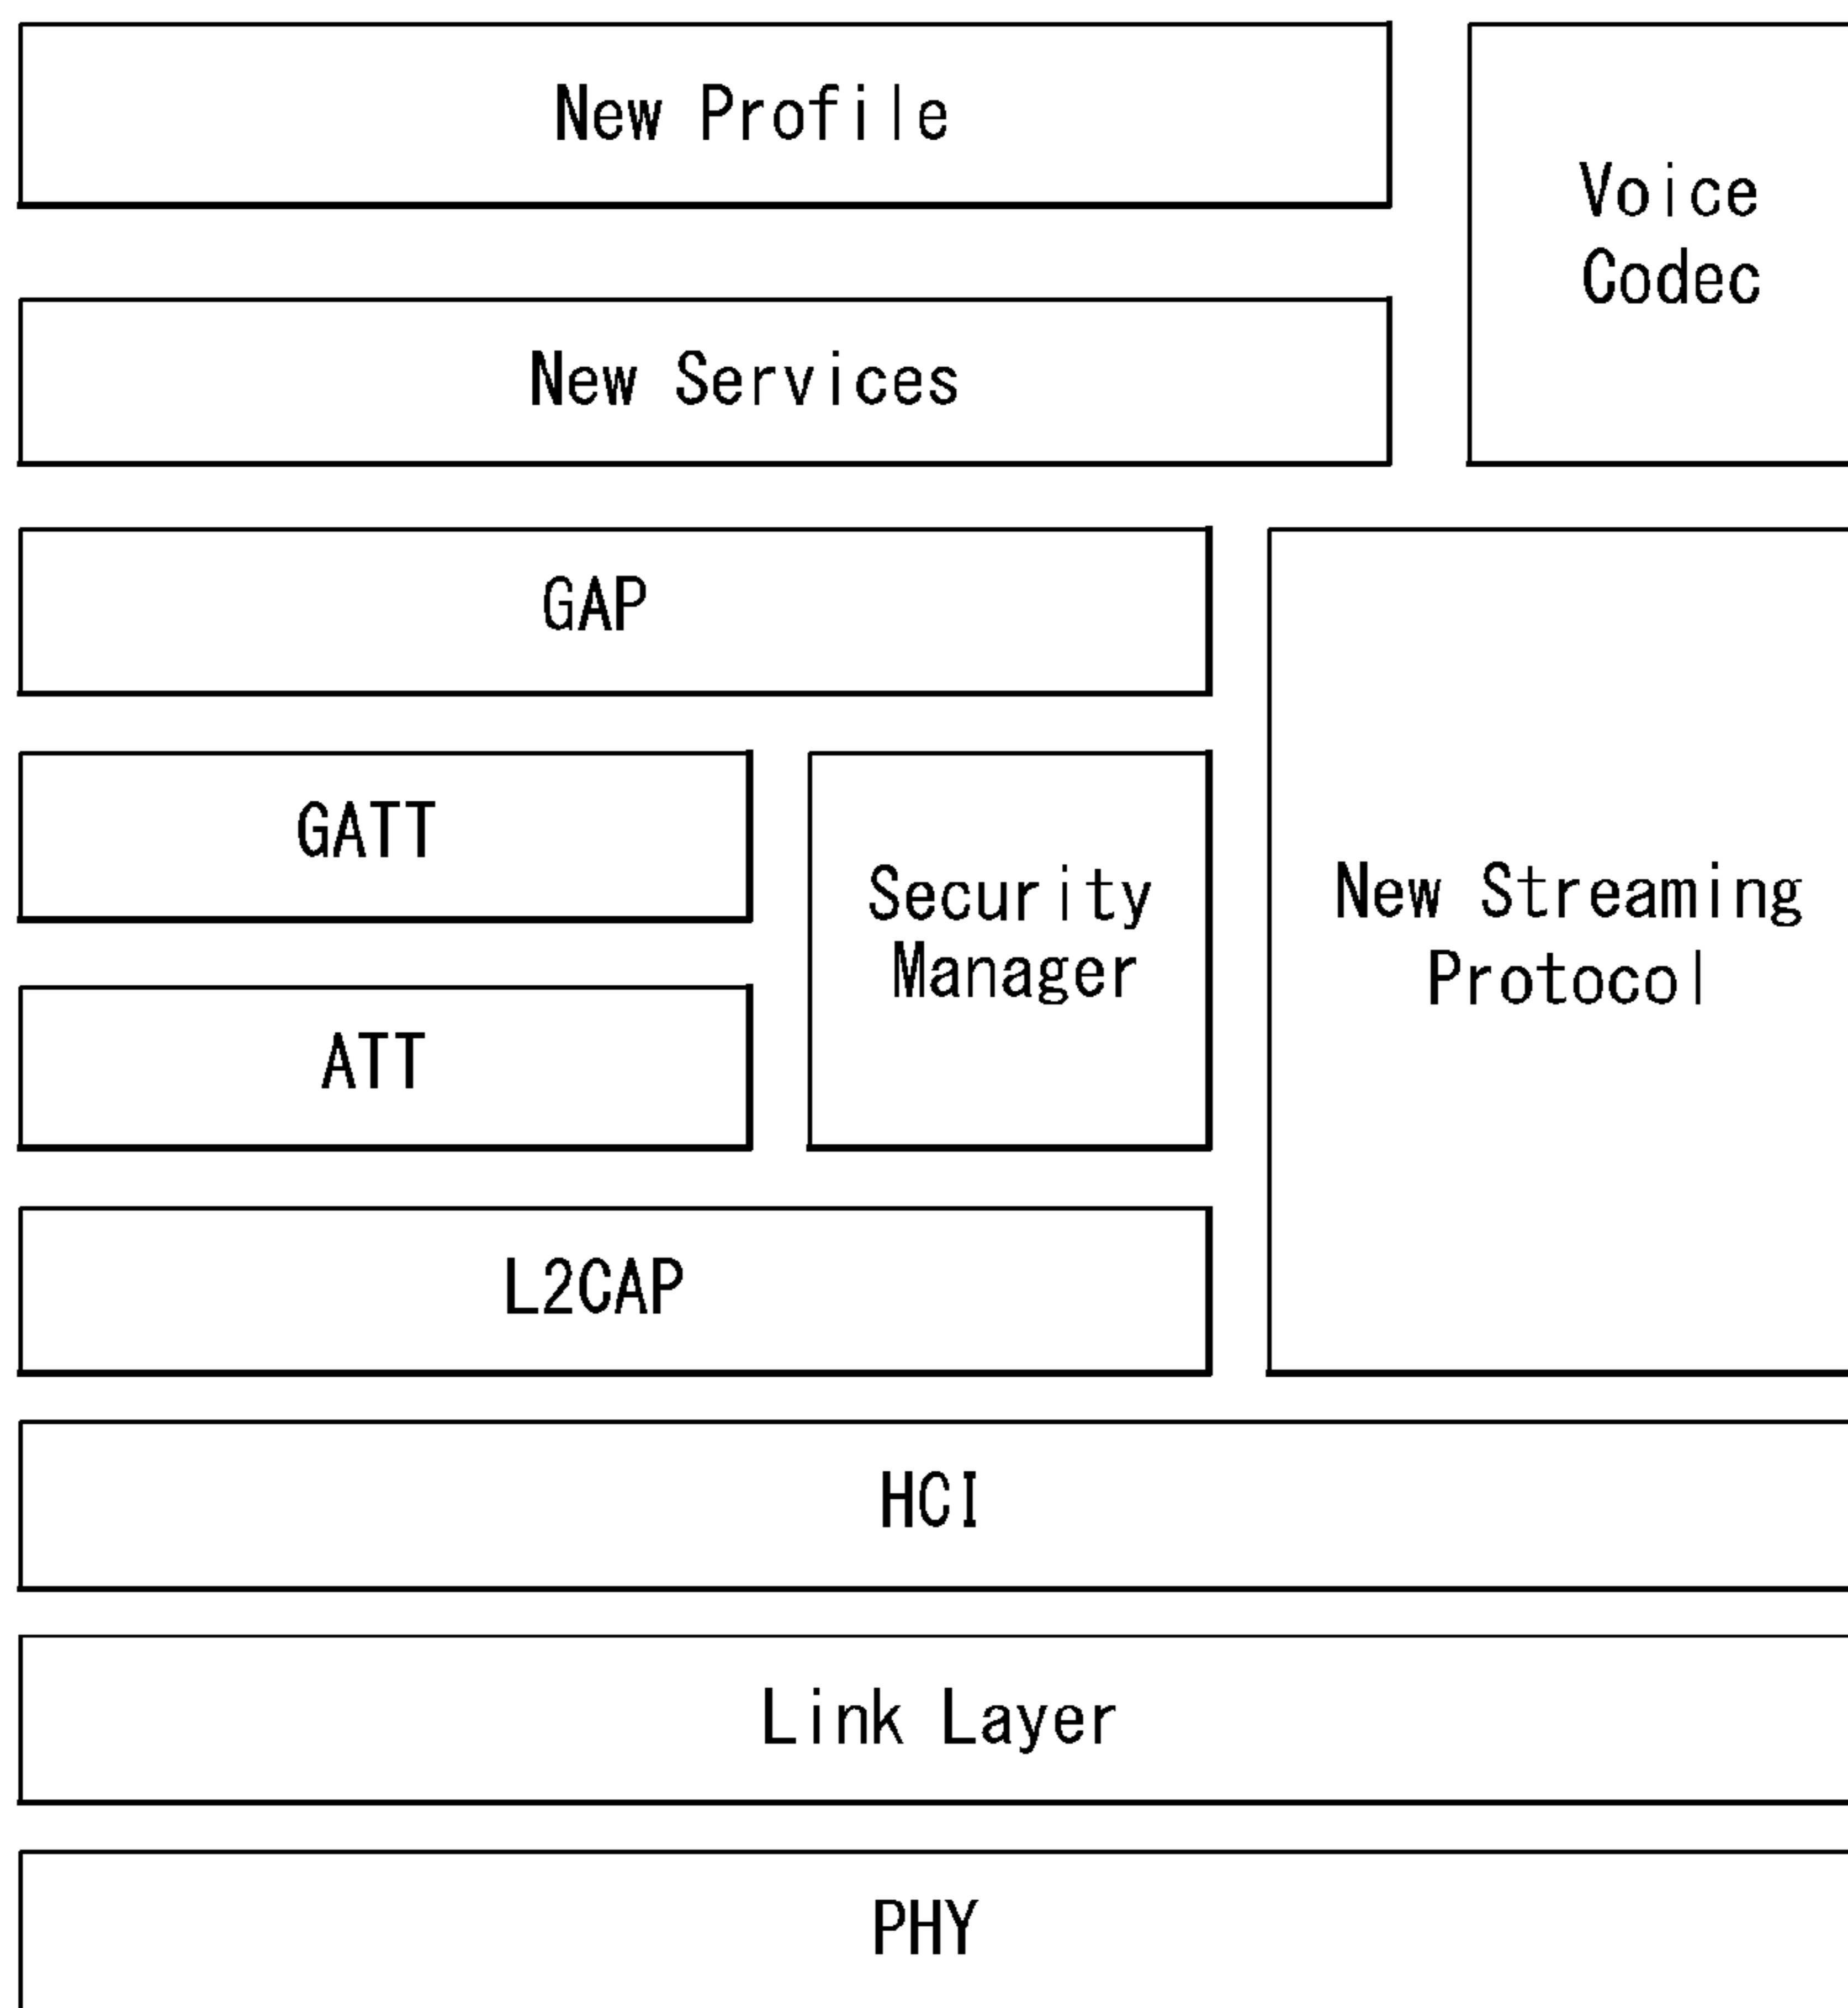 New Profile
Voice
Codec
New Services
GAP
GATT
Security
Manager
New Streaming
Protocol
ATT
L2CAP
HCI
Link Layer
PHY